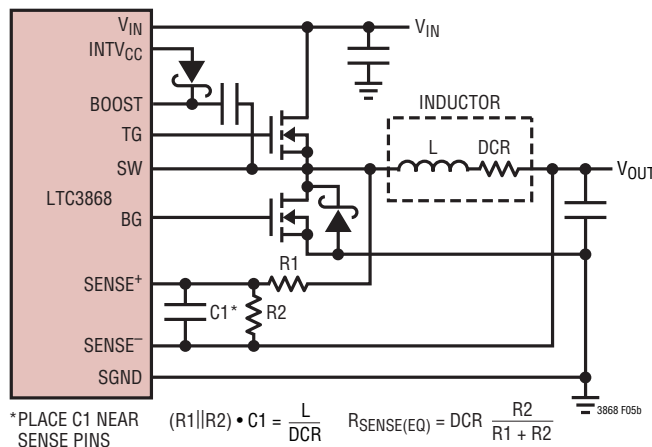 VIN
VIN
INTVCC
BOOST
INDUCTOR
TG
L DCR
SW
VOUT
LTC3868
BG
R1
SENSE+
C1*
R2
SENSE–
SGND
3868 F05b
*PLACE C1 NEAR
SENSE PINS
(R1||R2) • C1 = L/DCR
RSENSE(EQ) = DCR R2/R1 + R2